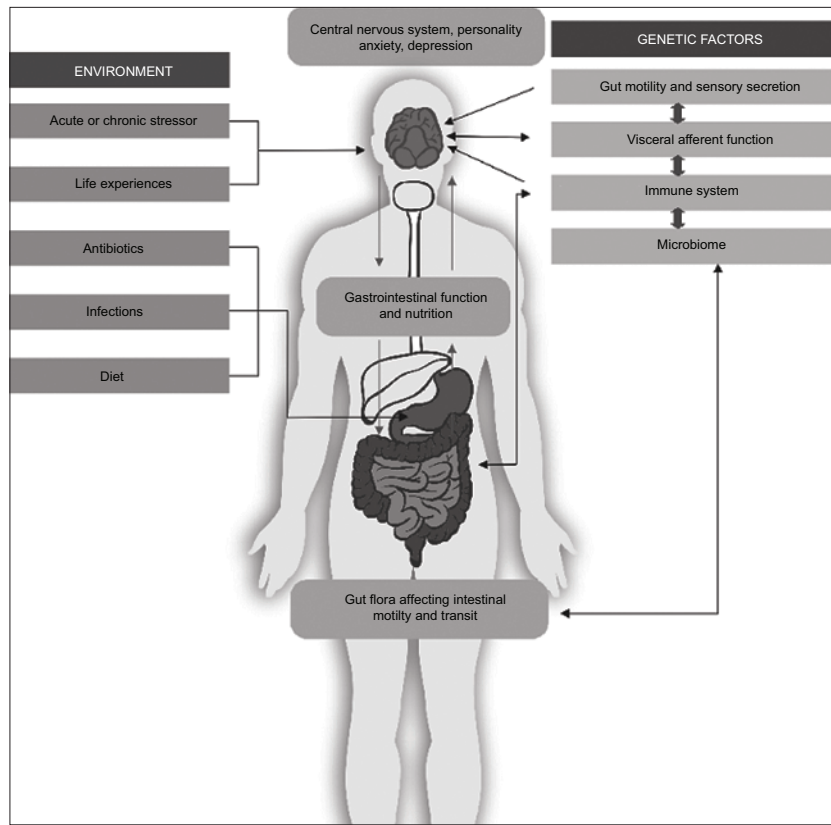 Central nervous system, personality
anxiety, depression
ENVIRONMENT
Acute or chronic stressor
Life experiences
Antibiotics
Infections
Diet
GENETIC FACTORS
Gut motility and sensory secretion
Visceral afferent function
Immune system
Microbiome
Gastrointestinal function
and nutrition
Gut flora affecting intestinal
motilty and transit